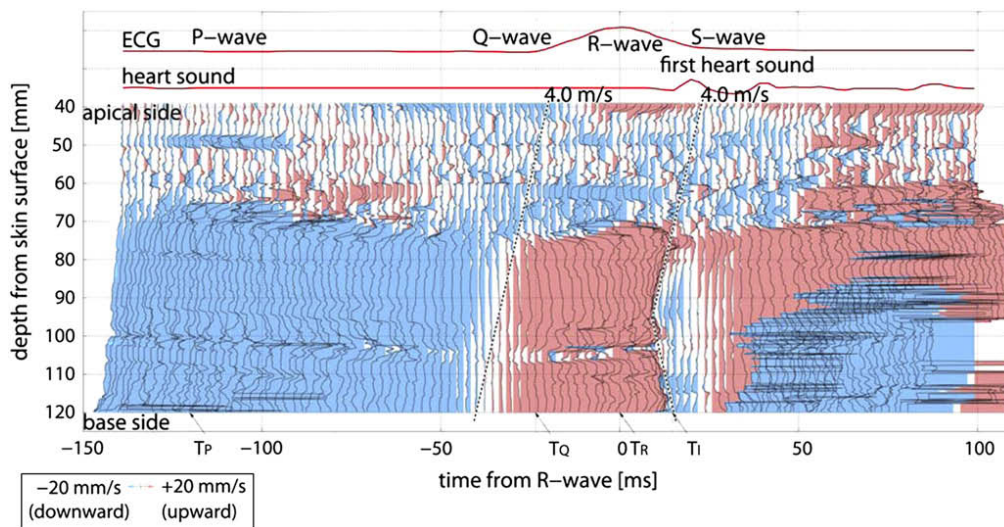 ECG P−wave Q−wave R−wave S−wave
heart sound first heart sound
4.0 m/s 4.0 m/s
depth from skin surface [mm]
40
apical side
50
60
70
80
90
100
110
120
base side
−150 −100 −50 0 50 100
TP TQ TR TI
time from R−wave [ms]
−20 mm/s +20 mm/s
(downward) (upward)